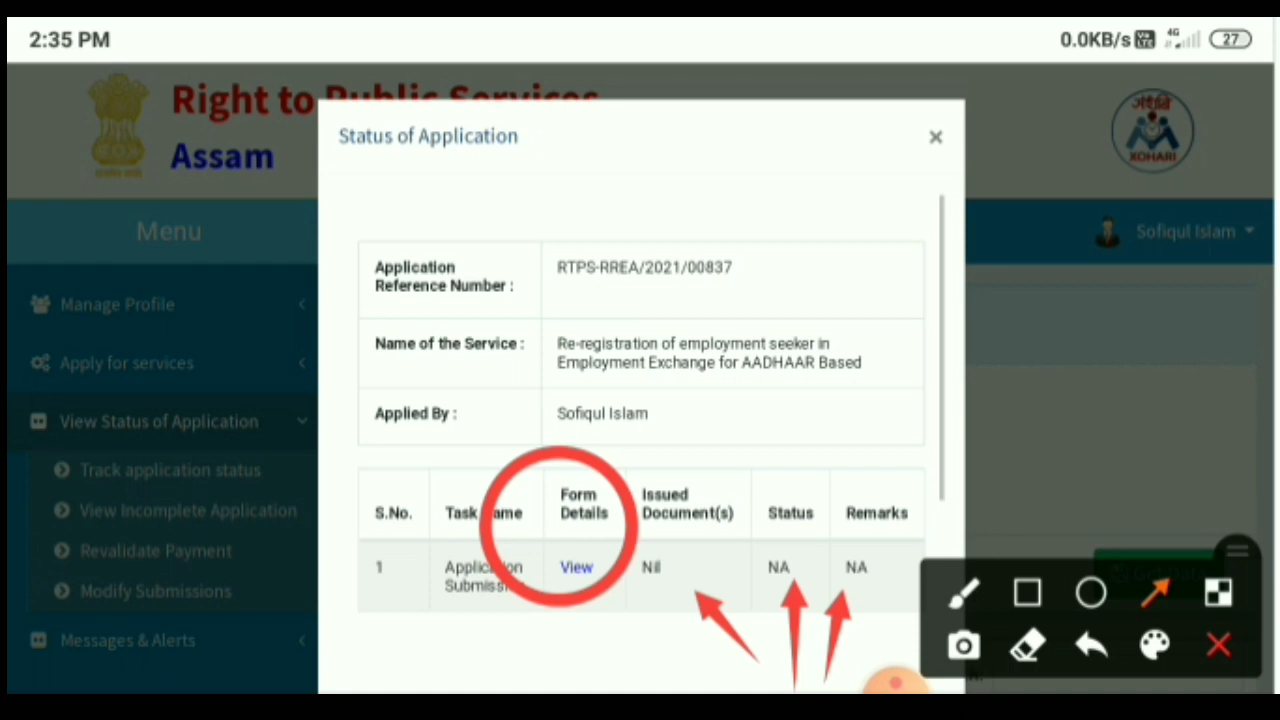 2:35 PM
0.0KB/s
Vo
LTE
4G
27
Right to Public Services
Assam
XOHARI
Status of Application
×
Menu
Sofiqul Islam
Manage Profile
Apply for services
View Status of Application
Track application status
View Incomplete Application
Revalidate Payment
Modify Submissions
Messages & Alerts
Application
Reference Number :
RTPS-RREA/2021/00837
Name of the Service :
Re-registration of employment seeker in
Employment Exchange for AADHAAR Based
Applied By :
Sofiqul Islam
S.No.
Task Name
Form
Details
Issued
Document(s)
Status
Remarks
1
Application
Submission
View
Nil
NA
NA